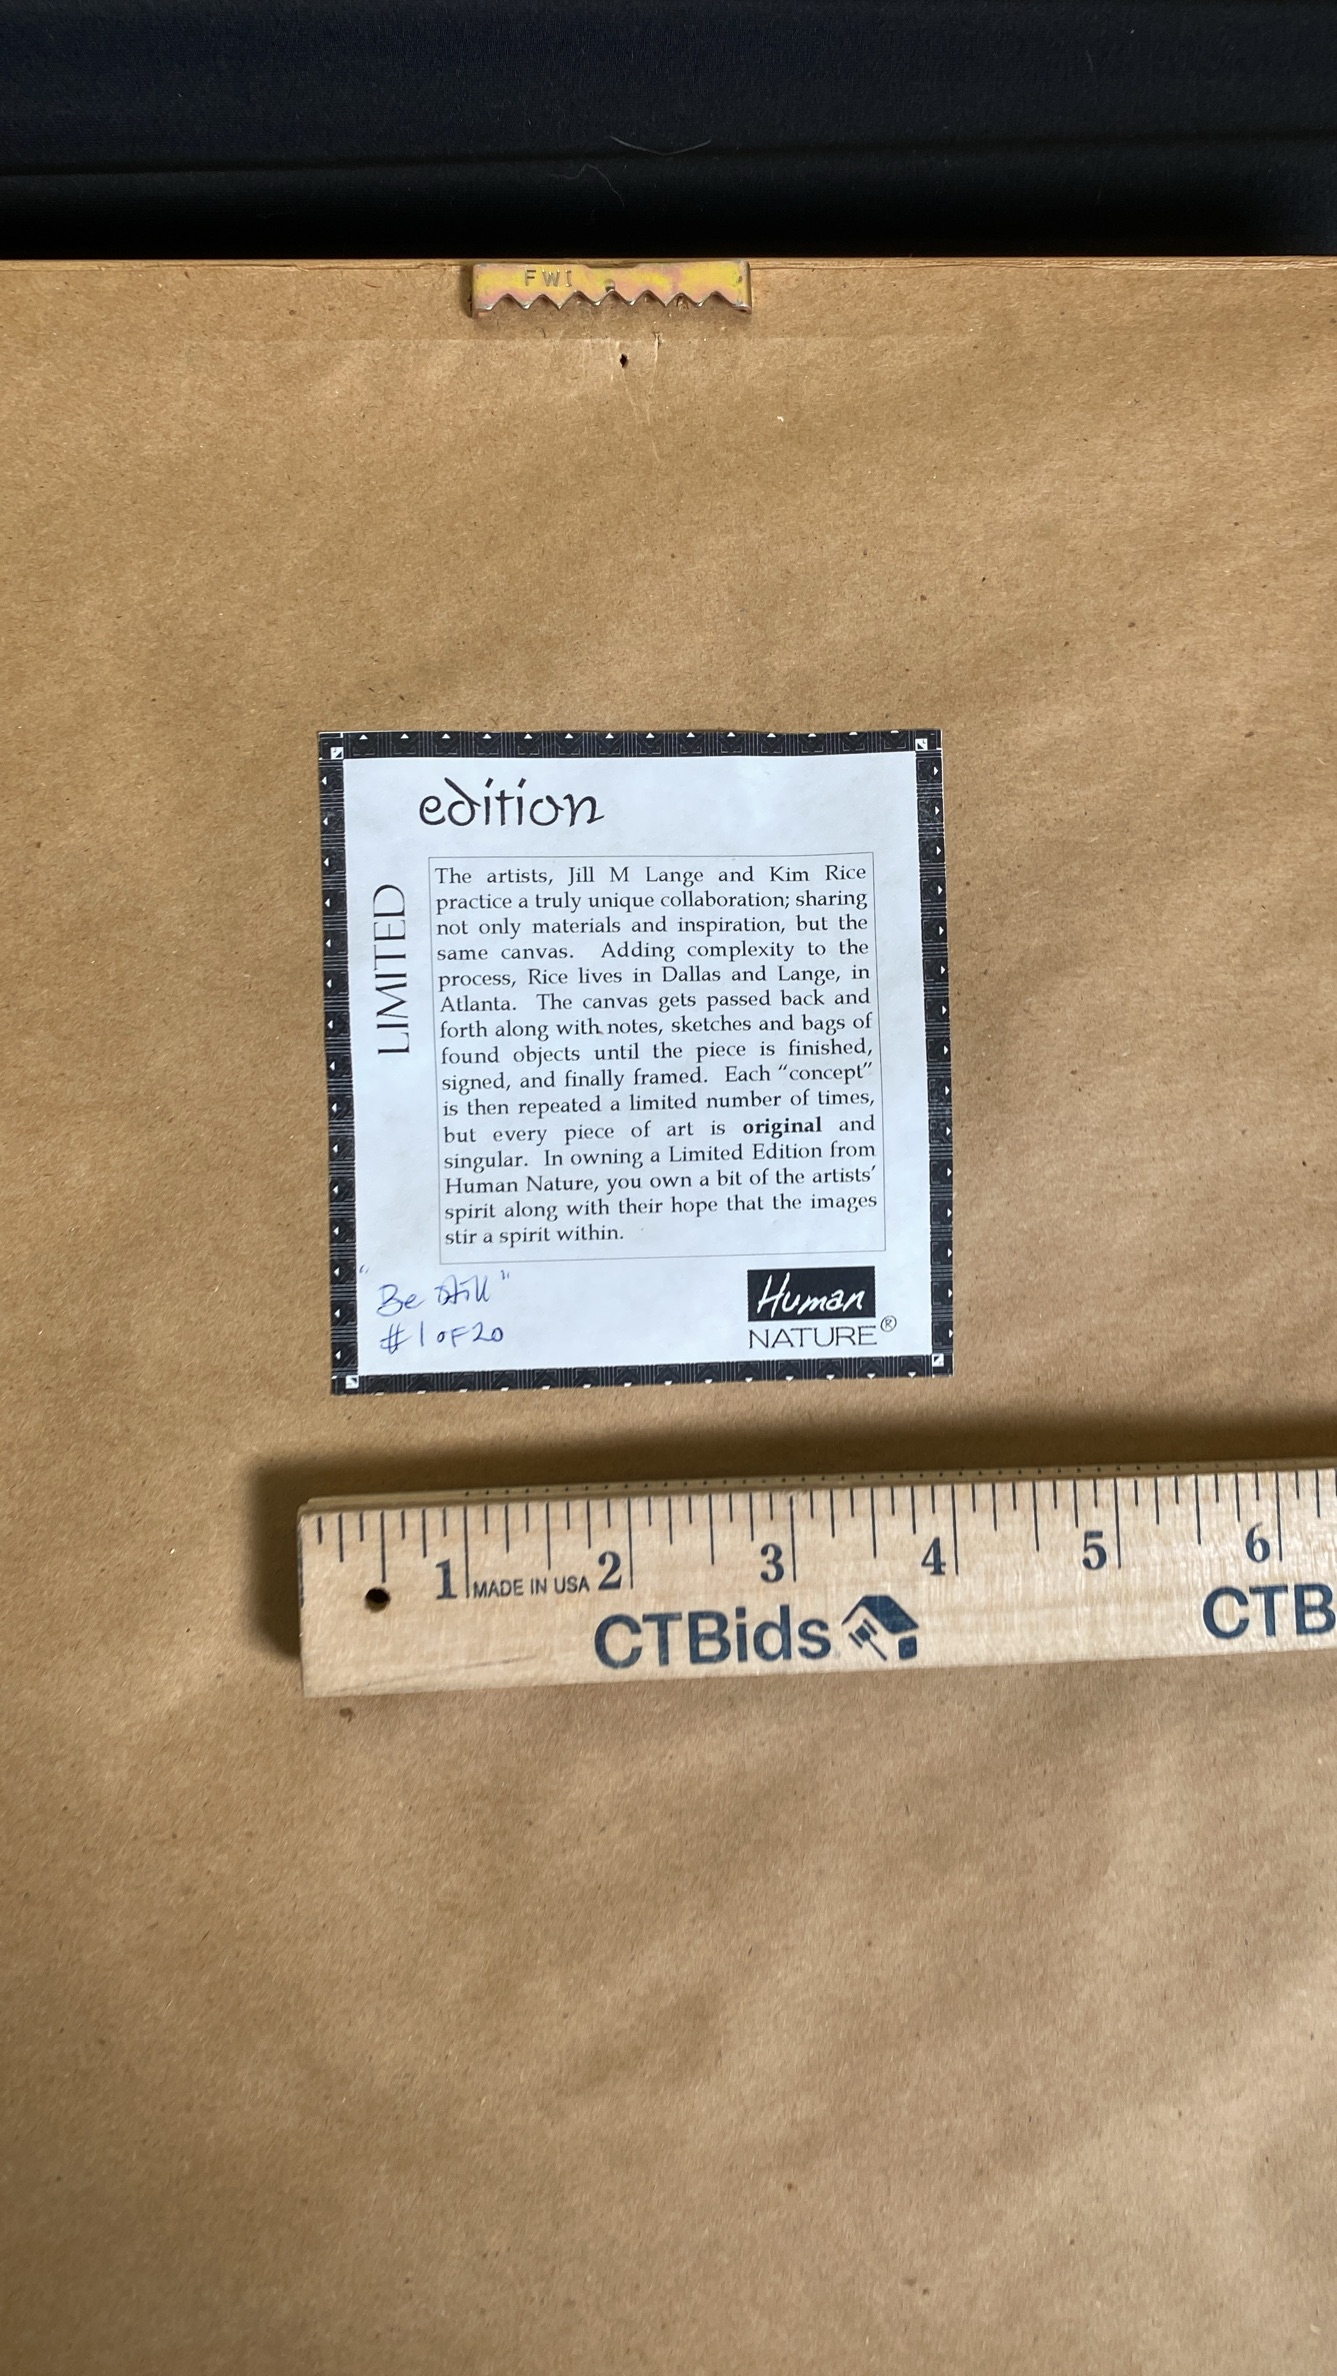 FWI
edition
LIMITED
The artists, Jill M Lange and Kim Rice
practice a truly unique collaboration; sharing
not only materials and inspiration, but the
same canvas. Adding complexity to the
process, Rice lives in Dallas and Lange, in
Atlanta. The canvas gets passed back and
forth along with notes, sketches and bags of
found objects until the piece is finished,
signed, and finally framed. Each "concept"
is then repeated a limited number of times,
but every piece of art is original and
singular. In owning a Limited Edition from
Human Nature, you own a bit of the artists'
spirit along with their hope that the images
stir a spirit within.
"Be Still"
#1 OF 20
Human
NATURE®
1 MADE IN USA 2 3 4 5 6
CTBids CTB